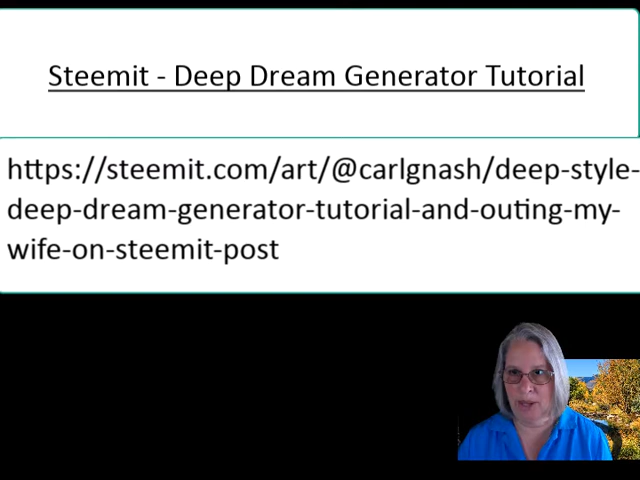 Steemit - Deep Dream Generator Tutorial
https://steemit.com/art/@carlgnash/deep-style-
deep-dream-generator-tutorial-and-outing-my-
wife-on-steemit-post